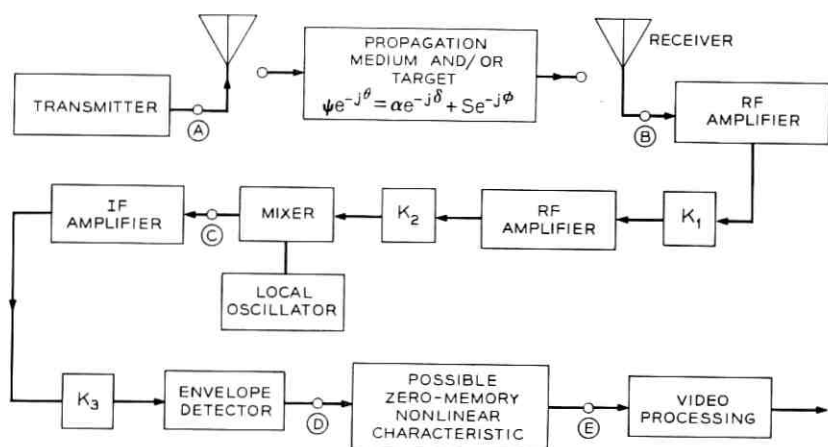 TRANSMITTER
A
PROPAGATION
MEDIUM AND/OR
TARGET
ψe^{-jθ} = αe^{-jδ} + Se^{-jϕ}
RECEIVER
B
RF
AMPLIFIER
IF
AMPLIFIER
C
MIXER
K₂
RF
AMPLIFIER
K₁
LOCAL
OSCILLATOR
K₃
ENVELOPE
DETECTOR
D
POSSIBLE
ZERO-MEMORY
NONLINEAR
CHARACTERISTIC
E
VIDEO
PROCESSING